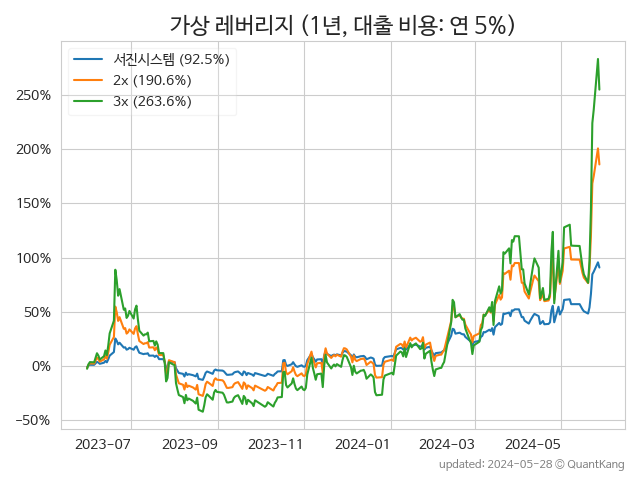 가상 레버리지 (1년, 대출 비용: 연 5%)
서진시스템 (92.5%)
2x (190.6%)
3x (263.6%)
250%
200%
150%
100%
50%
0%
−50%
2023-07
2023-09
2023-11
2024-01
2024-03
2024-05
updated: 2024-05-28 © QuantKang